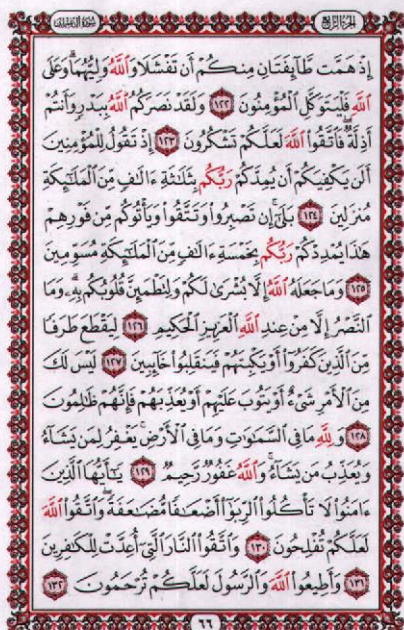 الجزء الرابع سورة آل عمران
إِذْ هَمَّت طَّآئِفَتَانِ مِنكُمْ أَن تَفْشَلَا وَٱللَّهُ وَلِيُّهُمَا وَعَلَى
ٱللَّهِ فَلْيَتَوَكَّلِ ٱلْمُؤْمِنُونَ ١٢٢ وَلَقَدْ نَصَرَكُمُ ٱللَّهُ بِبَدْرٍ وَأَنتُمْ
أَذِلَّةٌ فَٱتَّقُوا۟ ٱللَّهَ لَعَلَّكُمْ تَشْكُرُونَ ١٢٣ إِذْ تَقُولُ لِلْمُؤْمِنِينَ
أَلَن يَكْفِيَكُمْ أَن يُمِدَّكُمْ رَبُّكُم بِثَلَـٰثَةِ ءَالَـٰفٍ مِّنَ ٱلْمَلَـٰٓئِكَةِ
مُنزَلِينَ ١٢٤ بَلَىٰٓ إِن تَصْبِرُوا۟ وَتَتَّقُوا۟ وَيَأْتُوكُم مِّن فَوْرِهِمْ
هَـٰذَا يُمْدِدْكُمْ رَبُّكُم بِخَمْسَةِ ءَالَـٰفٍ مِّنَ ٱلْمَلَـٰٓئِكَةِ مُسَوِّمِينَ
١٢٥ وَمَا جَعَلَهُ ٱللَّهُ إِلَّا بُشْرَىٰ لَكُمْ وَلِتَطْمَئِنَّ قُلُوبُكُم بِهِۦ وَمَا
ٱلنَّصْرُ إِلَّا مِنْ عِندِ ٱللَّهِ ٱلْعَزِيزِ ٱلْحَكِيمِ ١٢٦ لِيَقْطَعَ طَرَفًا
مِّنَ ٱلَّذِينَ كَفَرُوٓا۟ أَوْ يَكْبِتَهُمْ فَيَنقَلِبُوا۟ خَآئِبِينَ ١٢٧ لَيْسَ لَكَ
مِنَ ٱلْأَمْرِ شَىْءٌ أَوْ يَتُوبَ عَلَيْهِمْ أَوْ يُعَذِّبَهُمْ فَإِنَّهُمْ ظَـٰلِمُونَ
١٢٨ وَلِلَّهِ مَا فِى ٱلسَّمَـٰوَٰتِ وَمَا فِى ٱلْأَرْضِ يَغْفِرُ لِمَن يَشَآءُ
وَيُعَذِّبُ مَن يَشَآءُ وَٱللَّهُ غَفُورٌ رَّحِيمٌ ١٢٩ يَـٰٓأَيُّهَا ٱلَّذِينَ
ءَامَنُوا۟ لَا تَأْكُلُوا۟ ٱلرِّبَوٰٓا۟ أَضْعَـٰفًا مُّضَـٰعَفَةً وَٱتَّقُوا۟ ٱللَّهَ
لَعَلَّكُمْ تُفْلِحُونَ ١٣٠ وَٱتَّقُوا۟ ٱلنَّارَ ٱلَّتِىٓ أُعِدَّتْ لِلْكَـٰفِرِينَ
١٣١ وَأَطِيعُوا۟ ٱللَّهَ وَٱلرَّسُولَ لَعَلَّكُمْ تُرْحَمُونَ ١٣٢
٦٦